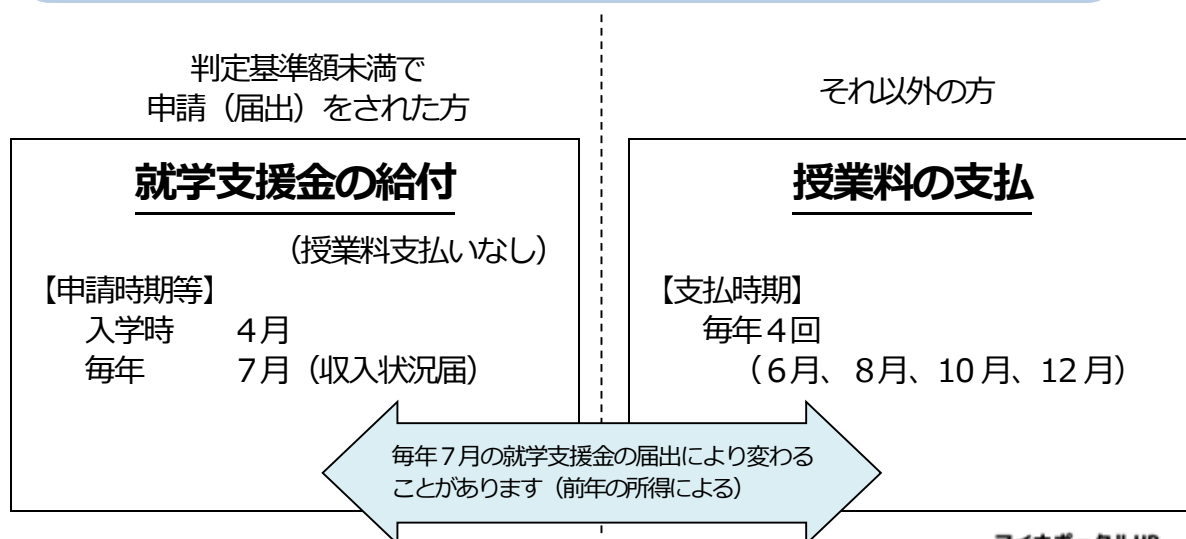 判定基準額未満で
申請（届出）をされた方
就学支援金の給付
（授業料支払いなし）
【申請時期等】
入学時　　４月
毎年　　　７月（収入状況届）
それ以外の方
授業料の支払
【支払時期】
毎年４回
（６月、８月、10月、12月）
毎年７月の就学支援金の届出により変わる
ことがあります（前年の所得による）